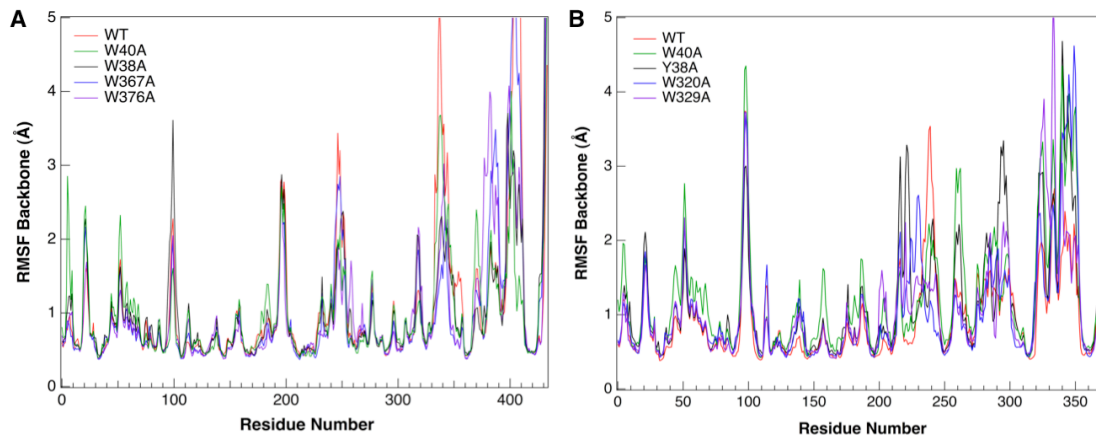 A
RMSF Backbone (Å)
5
4
3
2
1
0
WT
W40A
W38A
W367A
W376A
0 100 200 300 400
Residue Number
B
RMSF Backbone (Å)
5
4
3
2
1
0
WT
W40A
Y38A
W320A
W329A
0 50 100 150 200 250 300 350
Residue Number